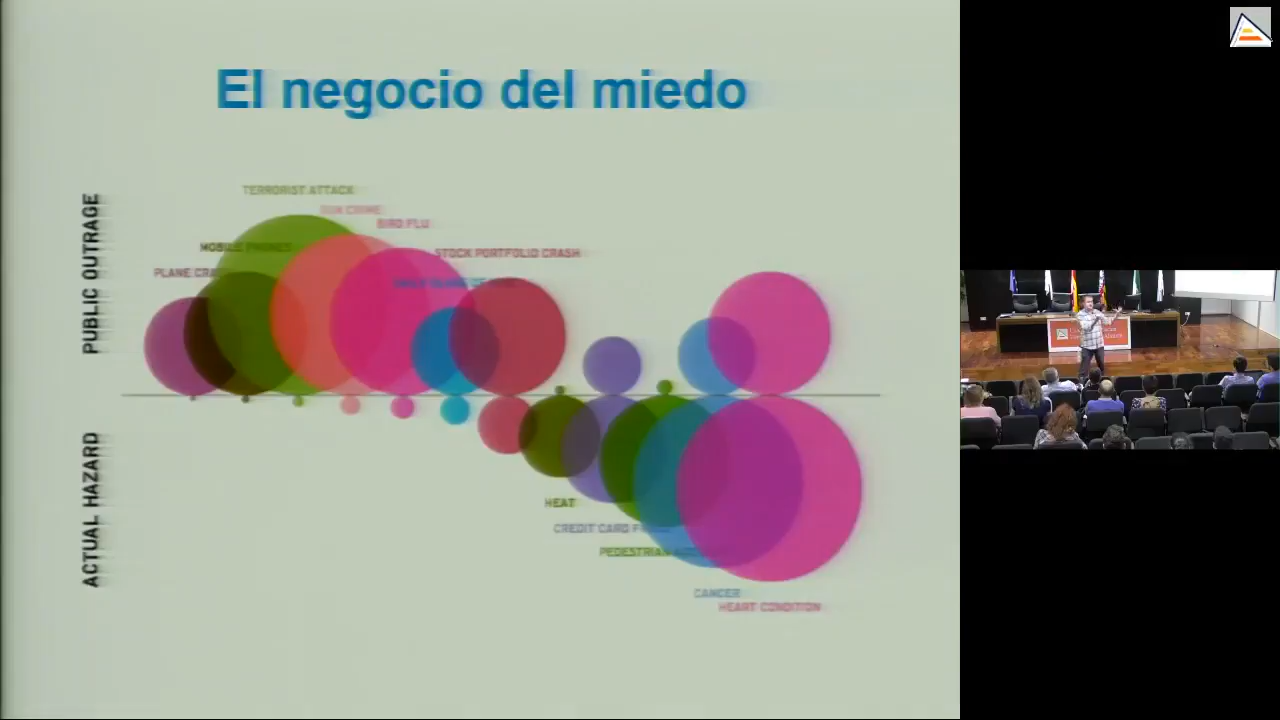 El negocio del miedo
PUBLIC OUTRAGE
TERRORIST ATTACK
GUN CRIME
BIRD FLU
MOBILE PHONES
STOCK PORTFOLIO CRASH
PLANE
ACTUAL HAZARD
HEAT
CREDIT CARD
PEDESTRIAN
CANCER
HEART CONDITION